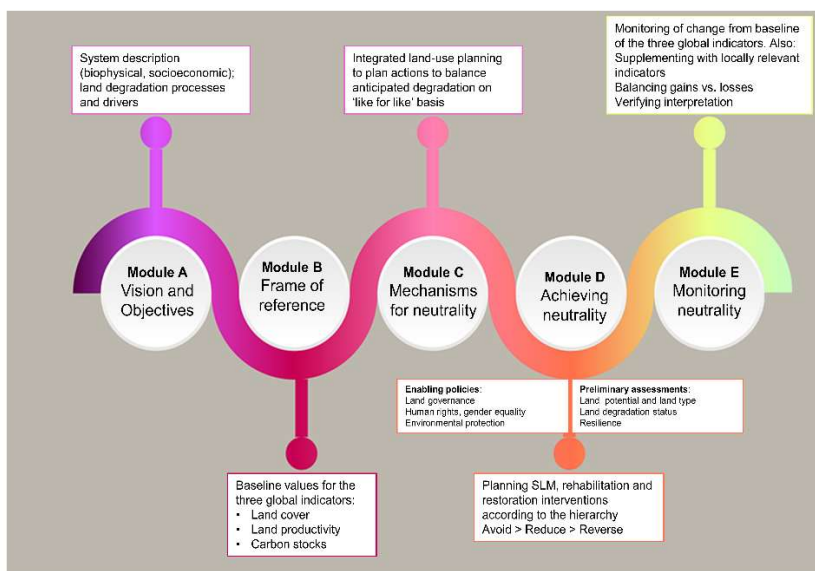 System description
(biophysical, socioeconomic);
land degradation processes
and drivers
Integrated land-use planning
to plan actions to balance
anticipated degradation on
‘like for like’ basis
Monitoring of change from baseline
of the three global indicators. Also:
Supplementing with locally relevant
indicators
Balancing gains vs. losses
Verifying interpretation
Module A
Vision and
Objectives
Module B
Frame of
reference
Module C
Mechanisms
for neutrality
Module D
Achieving
neutrality
Module E
Monitoring
neutrality
Enabling policies:
Land governance
Human rights, gender equality
Environmental protection
Preliminary assessments:
Land potential and land type
Land degradation status
Resilience
Baseline values for the
three global indicators:
• Land cover
• Land productivity
• Carbon stocks
Planning SLM, rehabilitation and
restoration interventions
according to the hierarchy
Avoid > Reduce > Reverse